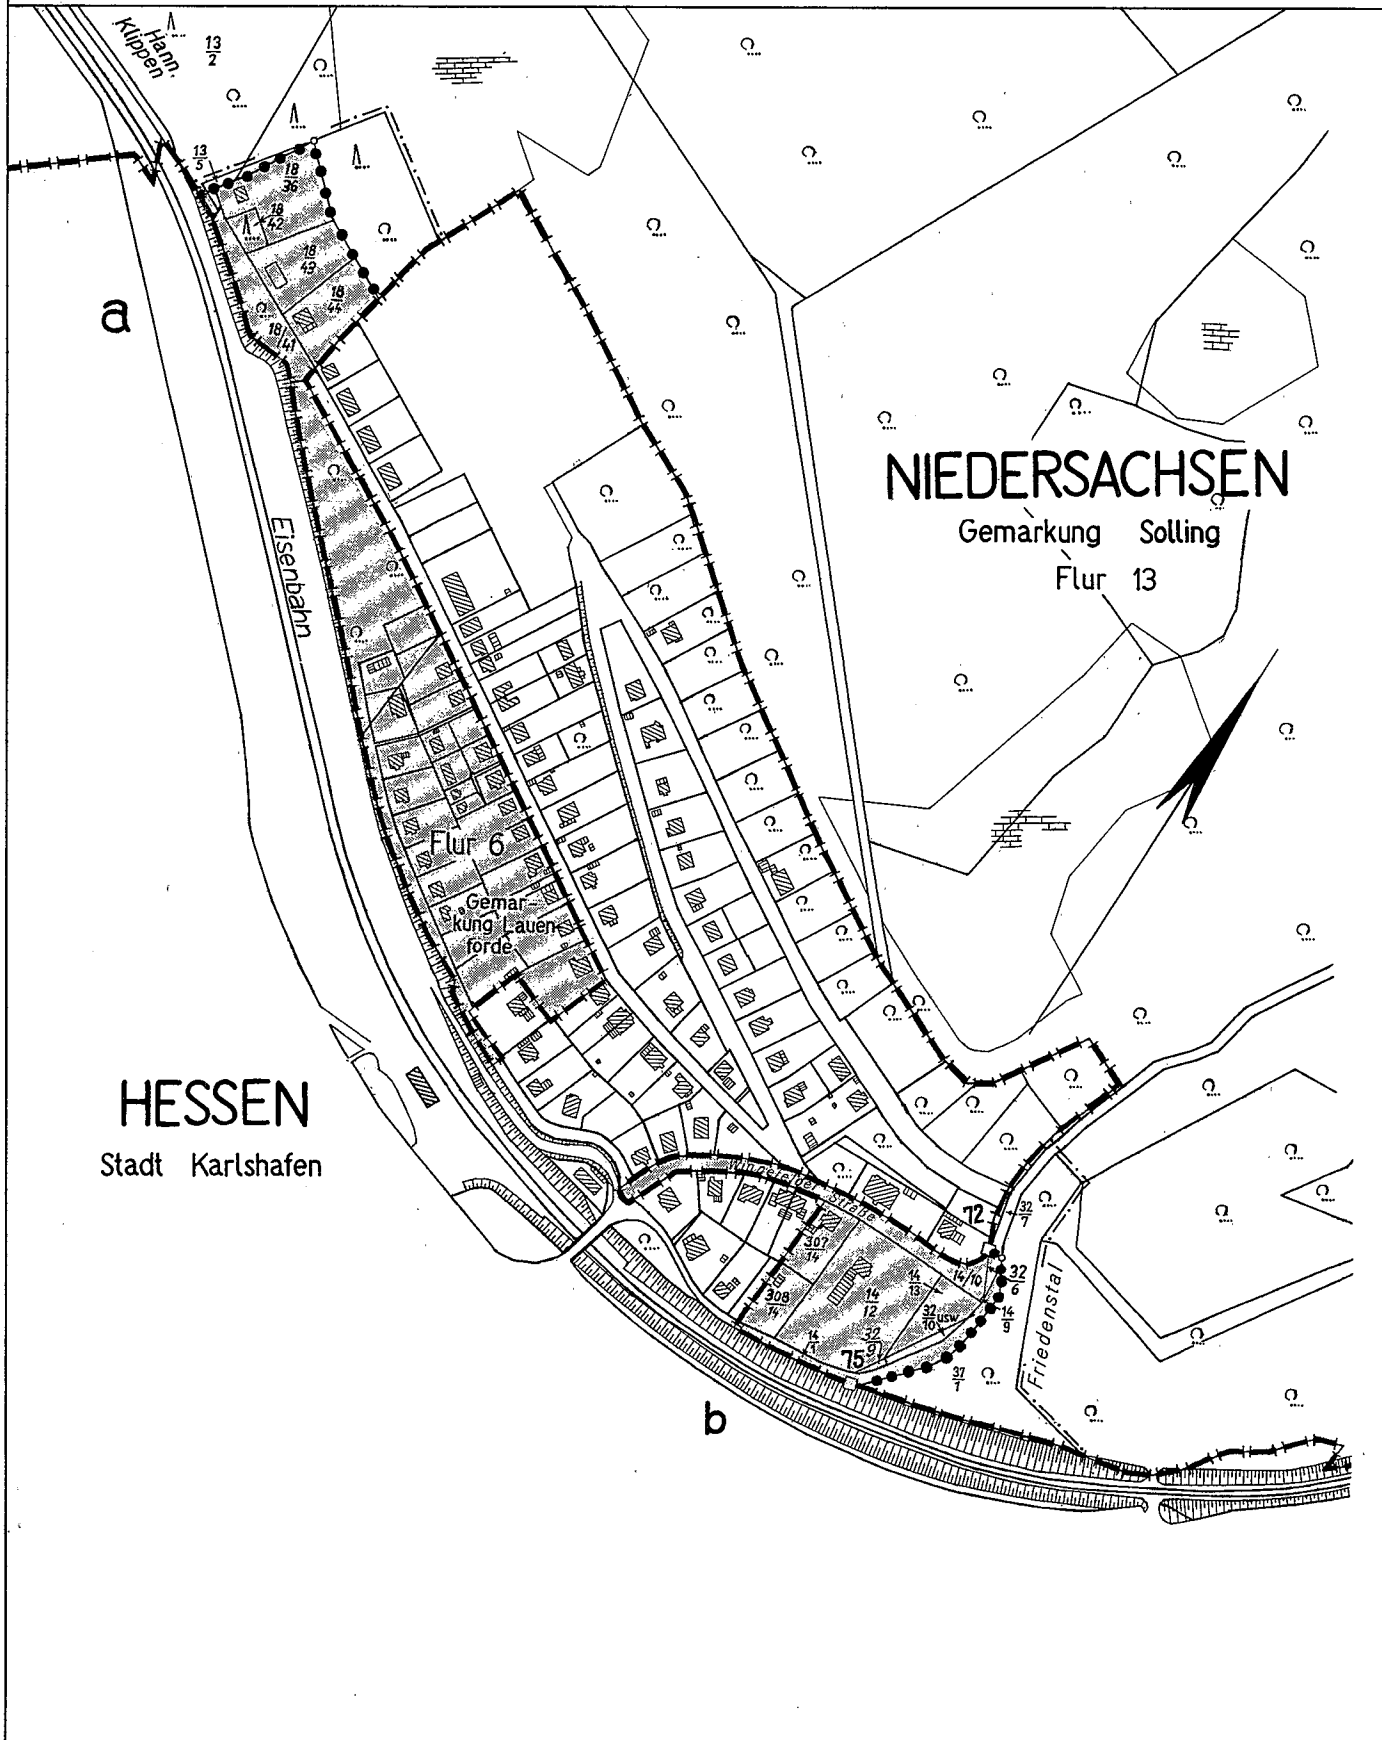 Hann.
Klippen
13/2
13/5
18/36
18/42
18/43
18/44
18/41
a
Eisenbahn
NIEDERSACHSEN
Gemarkung Solling
Flur 13
Flur 6
Gemar-
kung Lauen-
förde
HESSEN
Stadt Karlshafen
Straße
72
32/7
307/14
308/14
14/12
14/13
14/10
32/6
14/9
32/10 usw
32/9
14/1
75
37/1
Friedenstal
b